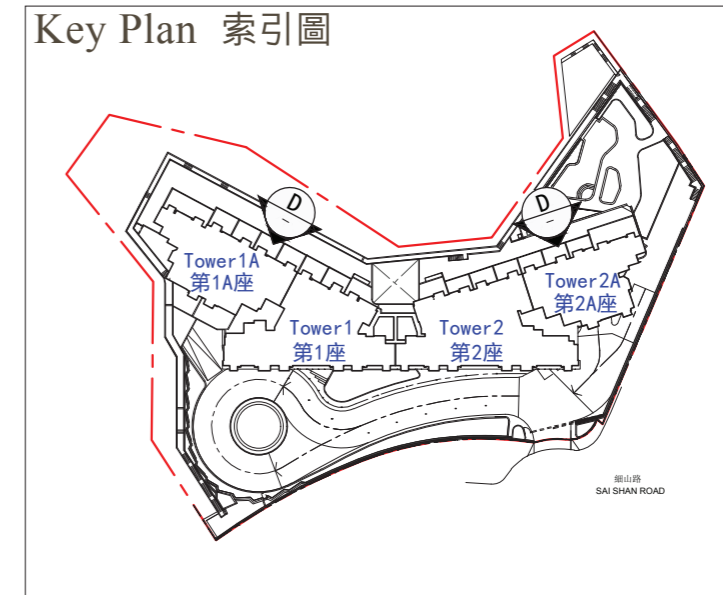 Key Plan 索引圖
D
D
Tower1A
第1A座
Tower2A
第2A座
Tower1
第1座
Tower2
第2座
細山路
SAI SHAN ROAD